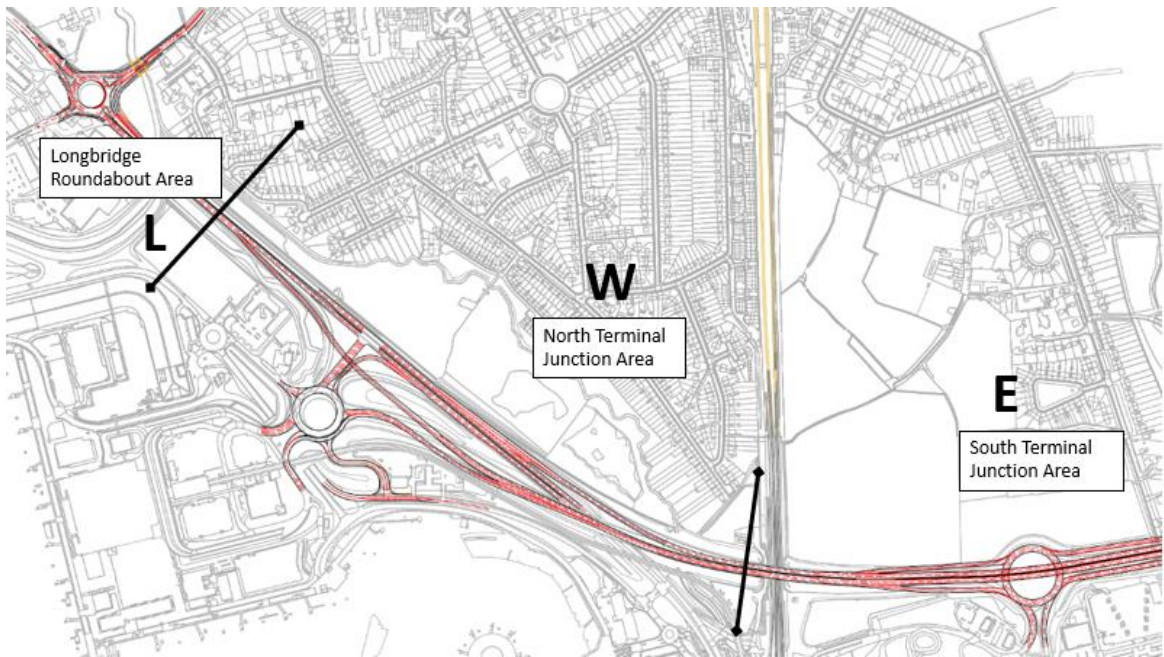 Longbridge
Roundabout Area
L
W
North Terminal
Junction Area
E
South Terminal
Junction Area